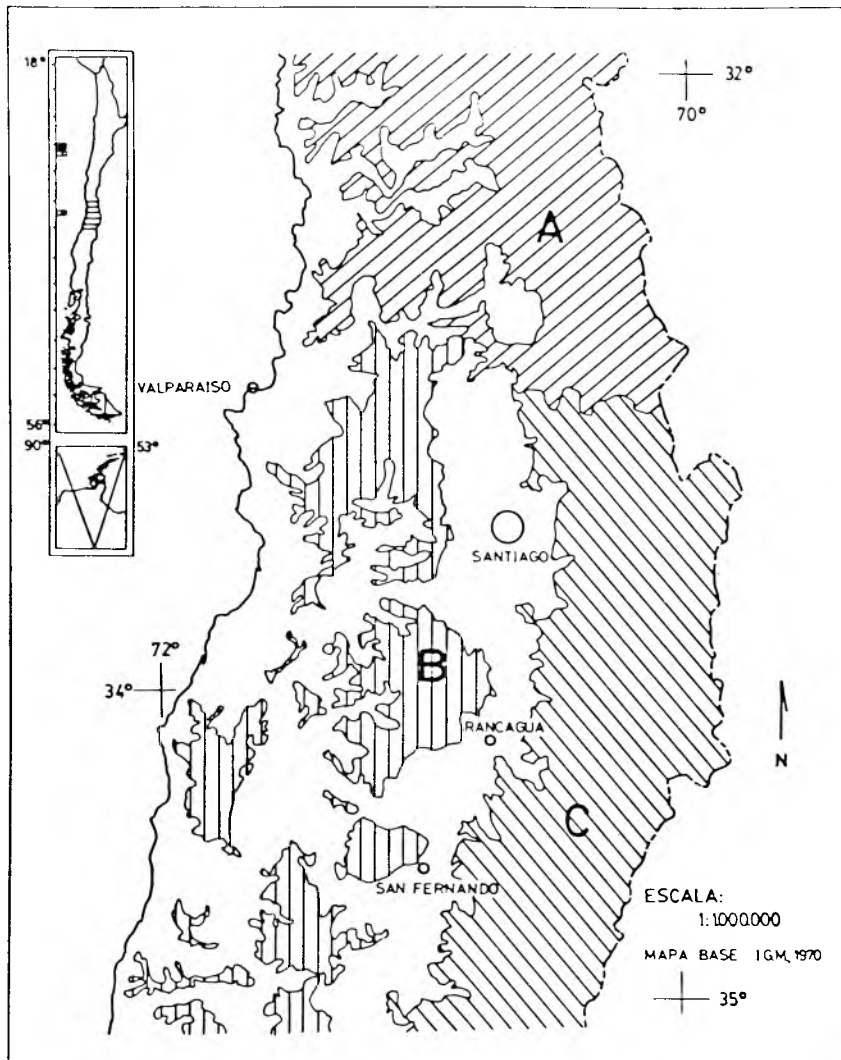 18°
32°
70°
A
VALPARAISO
56°
90°
53°
SANTIAGO
72°
34°
B
RANCAGUA
N
C
SAN FERNANDO
ESCALA:
1:1.000.000
MAPA BASE I G.M, 1970
35°